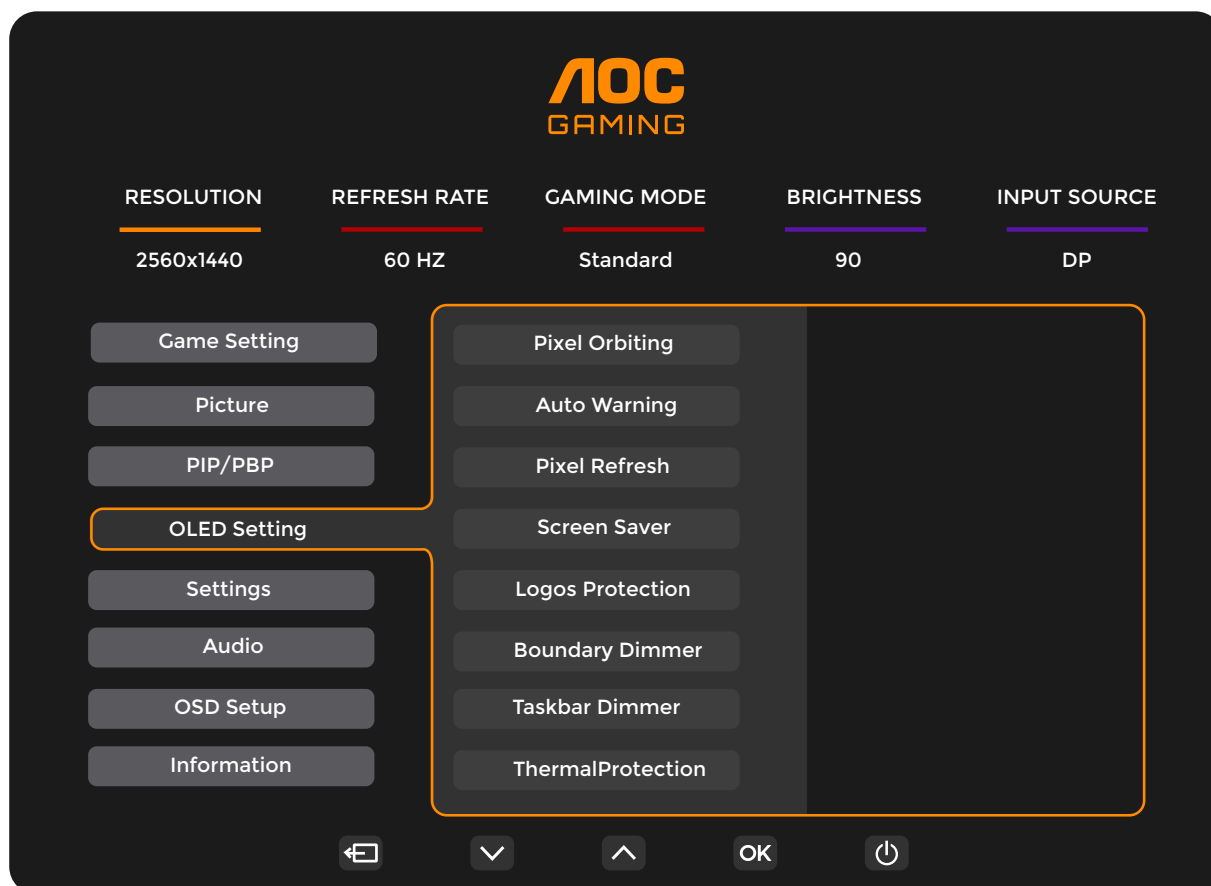 AOC
GAMING
RESOLUTION REFRESH RATE GAMING MODE BRIGHTNESS INPUT SOURCE
2560x1440 60 HZ Standard 90 DP
Game Setting Pixel Orbiting
Picture Auto Warning
PIP/PBP Pixel Refresh
OLED Setting Screen Saver
Settings Logos Protection
Audio Boundary Dimmer
OSD Setup Taskbar Dimmer
Information ThermalProtection
OK